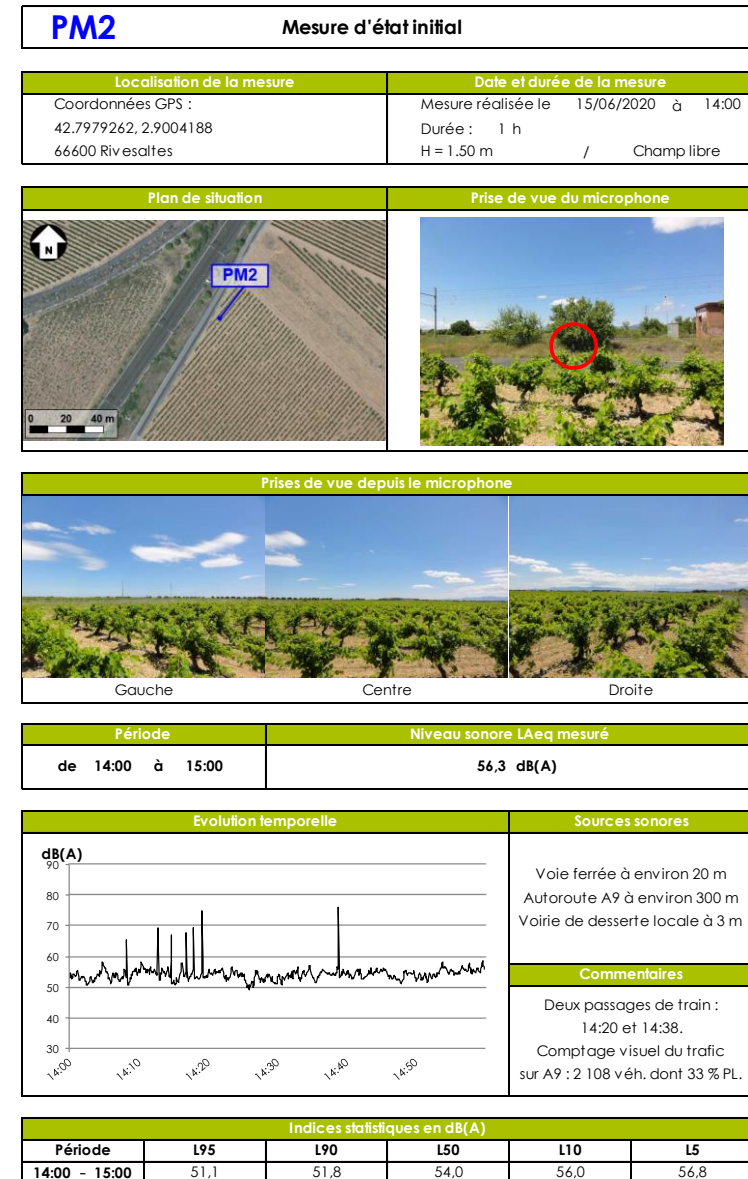 PM2 Mesure d'état initial
Localisation de la mesure Date et durée de la mesure
Coordonnées GPS : Mesure réalisée le 15/06/2020 à 14:00
42.7979262, 2.9004188 Durée : 1 h
66600 Rivesaltes H = 1.50 m / Champ libre
Plan de situation Prise de vue du microphone
N
PM2
0 20 40 m
Prises de vue depuis le microphone
Gauche Centre Droite
Période Niveau sonore LAeq mesuré
de 14:00 à 15:00 56,3 dB(A)
Evolution temporelle Sources sonores
dB(A)
90
80
70
60
50
40
30
14:00 14:10 14:20 14:30 14:40 14:50
Voie ferrée à environ 20 m
Autoroute A9 à environ 300 m
Voirie de desserte locale à 3 m
Commentaires
Deux passages de train :
14:20 et 14:38.
Comptage visuel du trafic
sur A9 : 2 108 véh. dont 33 % PL.
Indices statistiques en dB(A)
Période L95 L90 L50 L10 L5
14:00 - 15:00 51,1 51,8 54,0 56,0 56,8